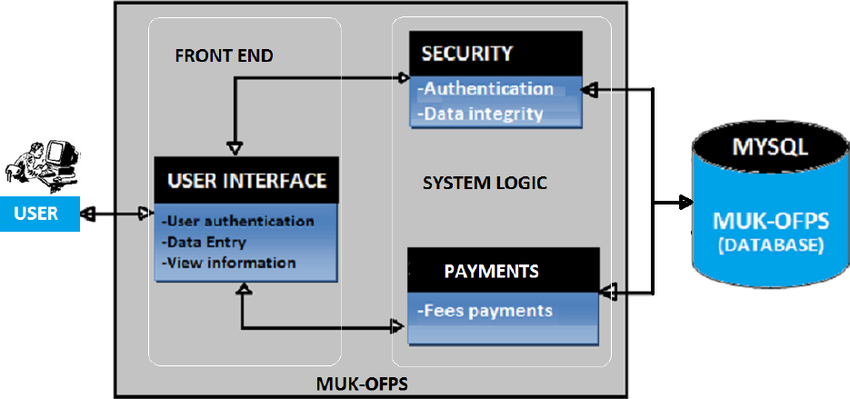 FRONT END
SECURITY
-Authentication
-Data integrity
MYSQL
USER INTERFACE
SYSTEM LOGIC
USER
-User authentication
-Data Entry
-View information
MUK-OFPS
(DATABASE)
PAYMENTS
-Fees payments
MUK-OFPS